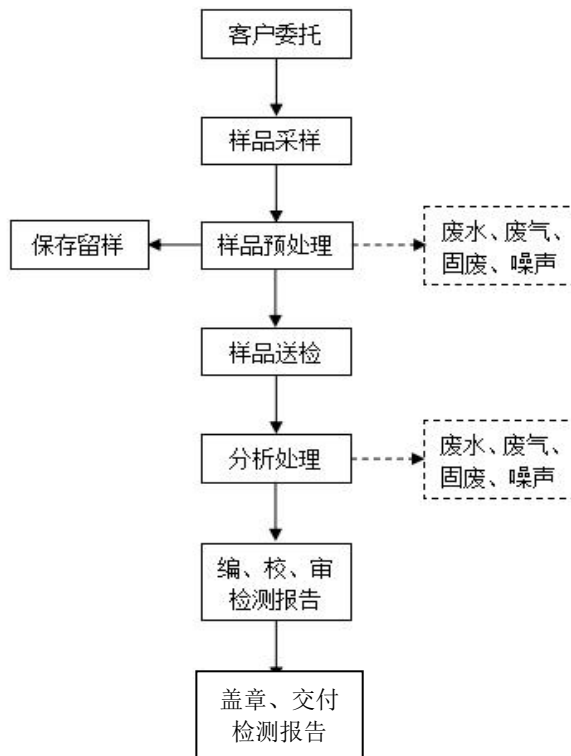 客户委托
样品采样
保存留样
样品预处理
废水、废气、
固废、噪声
样品送检
分析处理
废水、废气、
固废、噪声
编、校、审
检测报告
盖章、交付
检测报告